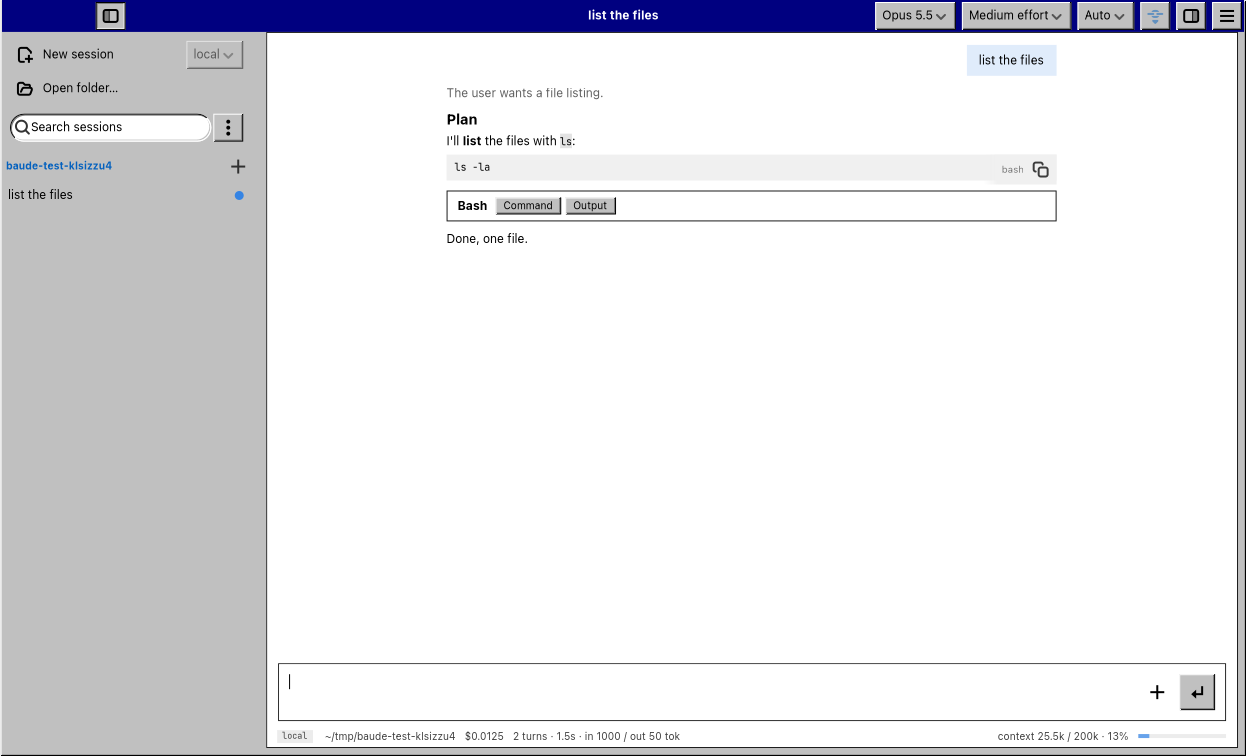 list the files
Opus 5.5
Medium effort
Auto
New session
local
Open folder...
Search sessions
baude-test-klsizzu4
list the files
list the files
The user wants a file listing.
Plan
I'll list the files with ls:
ls -la
bash
Bash Command Output
Done, one file.
local ~/tmp/baude-test-klsizzu4 $0.0125 2 turns · 1.5s · in 1000 / out 50 tok
context 25.5k / 200k · 13%